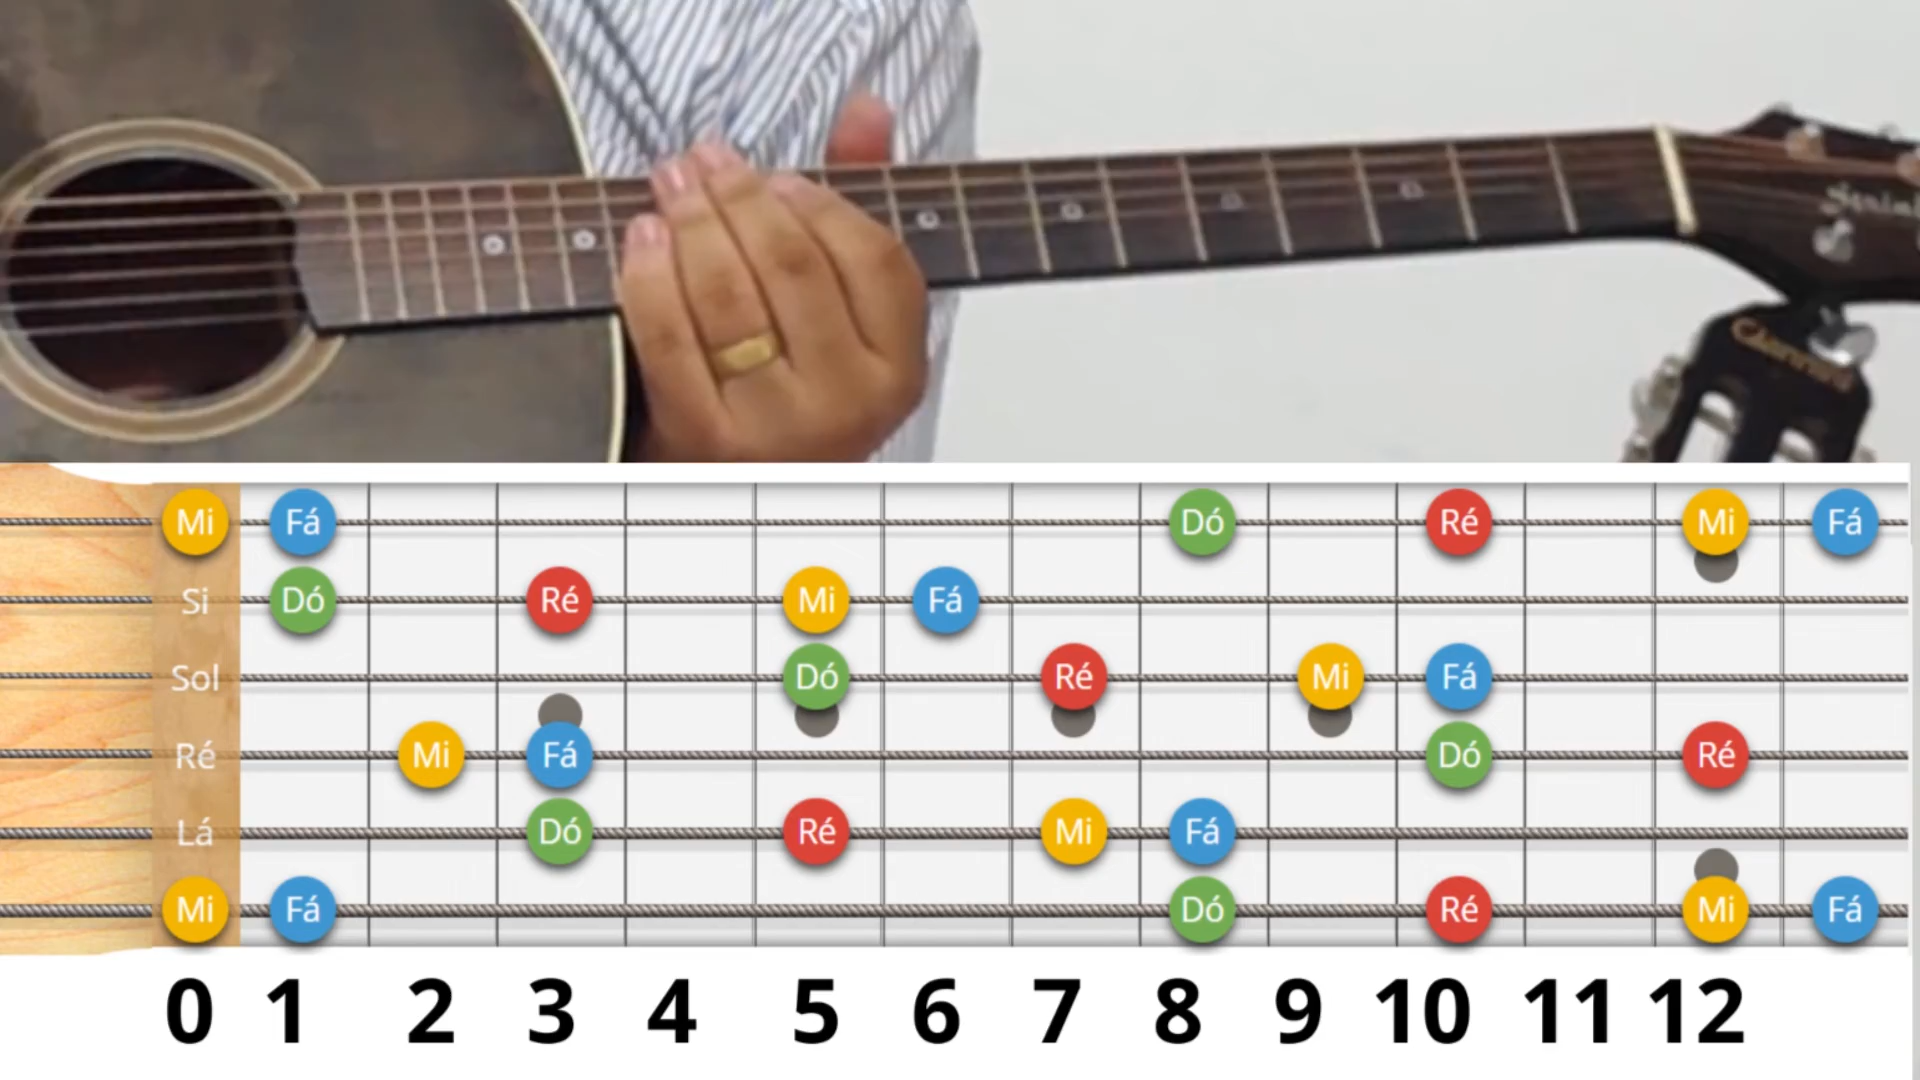 Giannini
Mi Fá Dó Ré Mi Fá
Si Dó Ré Mi Fá
Sol Dó Ré Mi Fá
Ré Mi Fá Dó Ré
Lá Dó Ré Mi Fá
Mi Fá Dó Ré Mi Fá
0 1 2 3 4 5 6 7 8 9 10 11 12